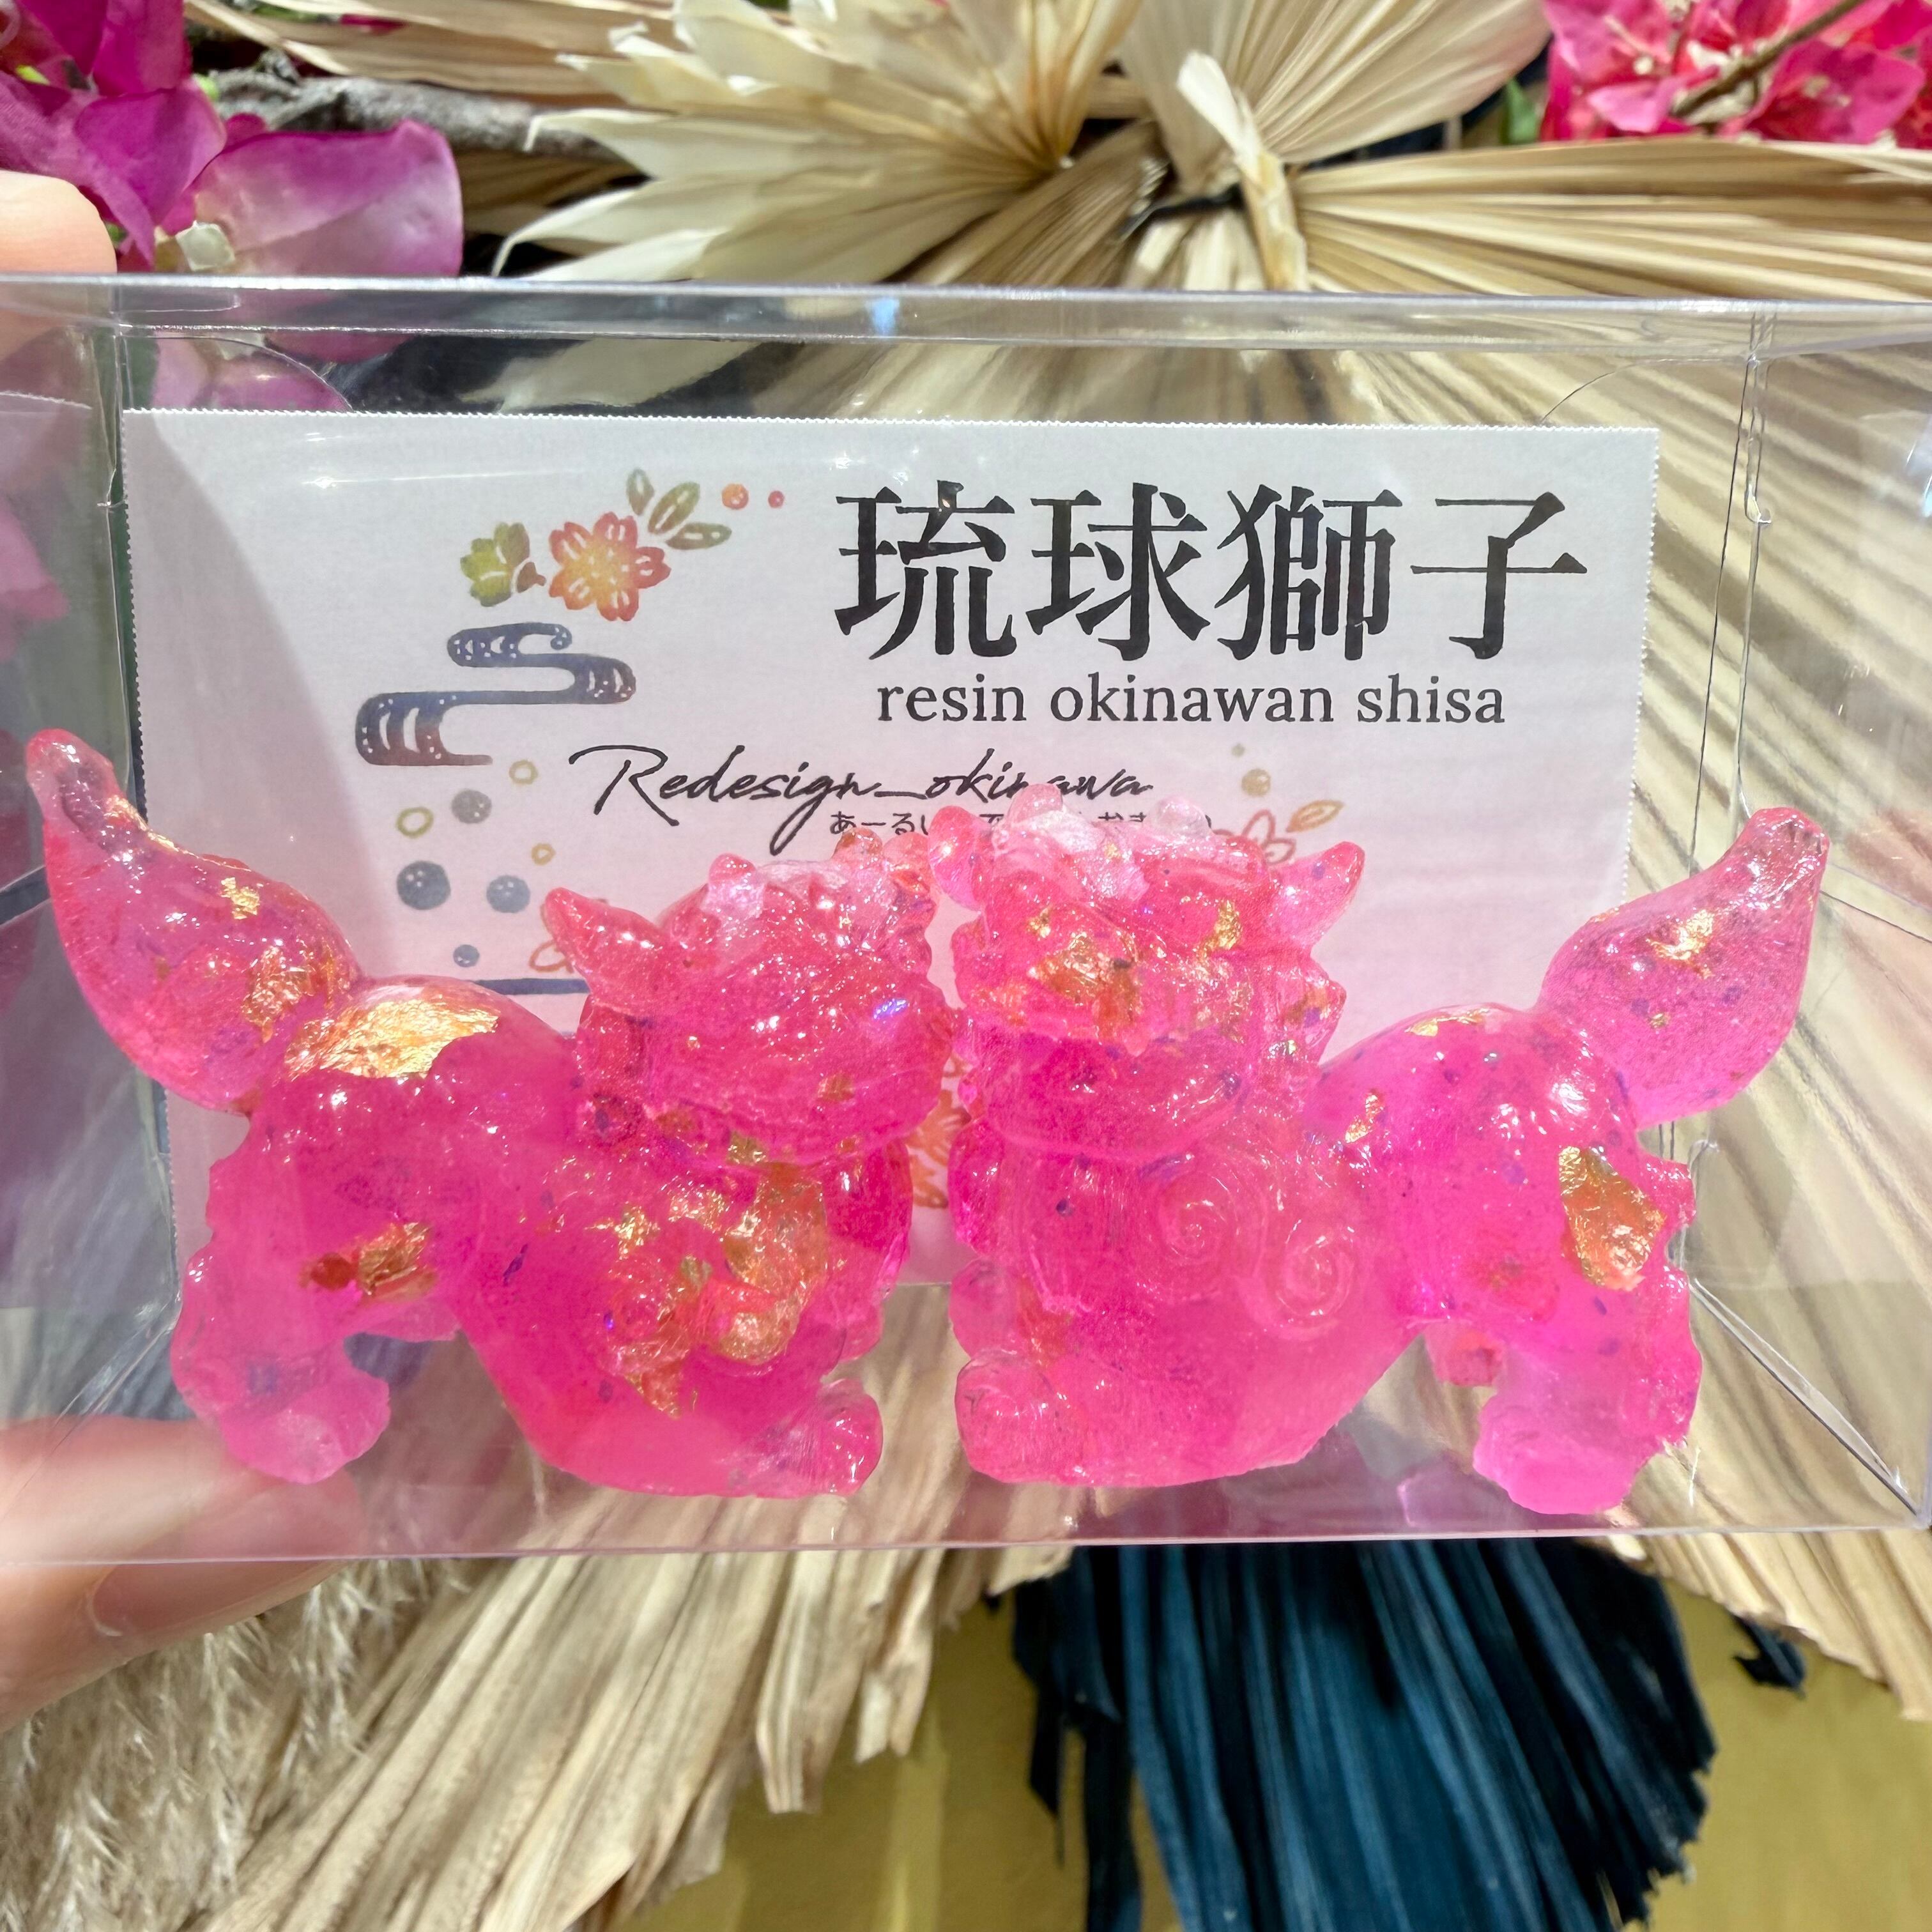 琉球獅子
resin okinawan shisa
Redesign_okinawa